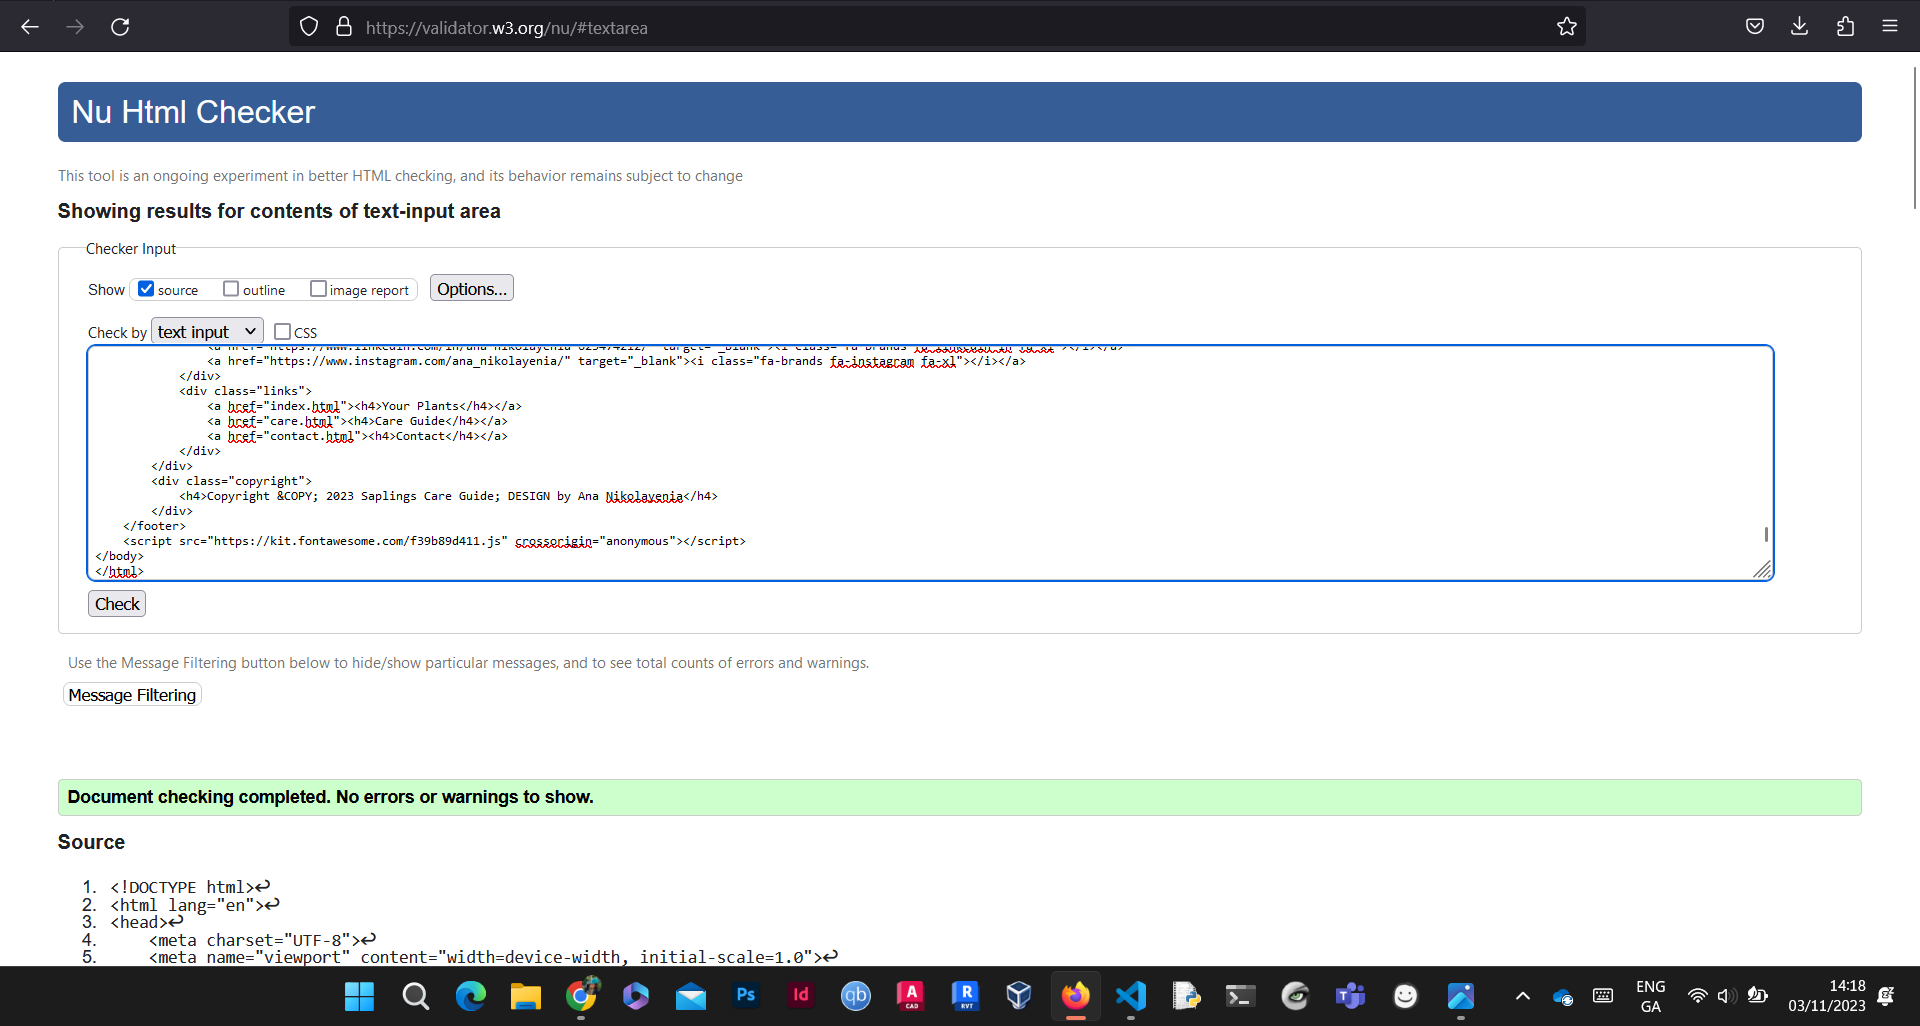 https://validator.w3.org/nu/#textarea
Nu Html Checker
This tool is an ongoing experiment in better HTML checking, and its behavior remains subject to change
Showing results for contents of text-input area
Checker Input
Show source outline image report Options...
Check by text input CSS
<a href="https://www.instagram.com/ana_nikolayenia/" target="_blank"><i class="fa-brands fa-instagram fa-xl"></i></a>
</div>
<div class="links">
<a href="index.html"><h4>Your Plants</h4></a>
<a href="care.html"><h4>Care Guide</h4></a>
<a href="contact.html"><h4>Contact</h4></a>
</div>
</div>
<div class="copyright">
<h4>Copyright &COPY; 2023 Saplings Care Guide; DESIGN by Ana Nikolayenia</h4>
</div>
</footer>
<script src="https://kit.fontawesome.com/f39b89d411.js" crossorigin="anonymous"></script>
</body>
</html>
Check
Use the Message Filtering button below to hide/show particular messages, and to see total counts of errors and warnings.
Message Filtering
Document checking completed. No errors or warnings to show.
Source
1. <!DOCTYPE html>↩
2. <html lang="en">↩
3. <head>↩
4. <meta charset="UTF-8">↩
5. <meta name="viewport" content="width=device-width, initial-scale=1.0">↩
Ps
Id
qb
A
CAD
R
RVT
ENG
GA
14:18
03/11/2023